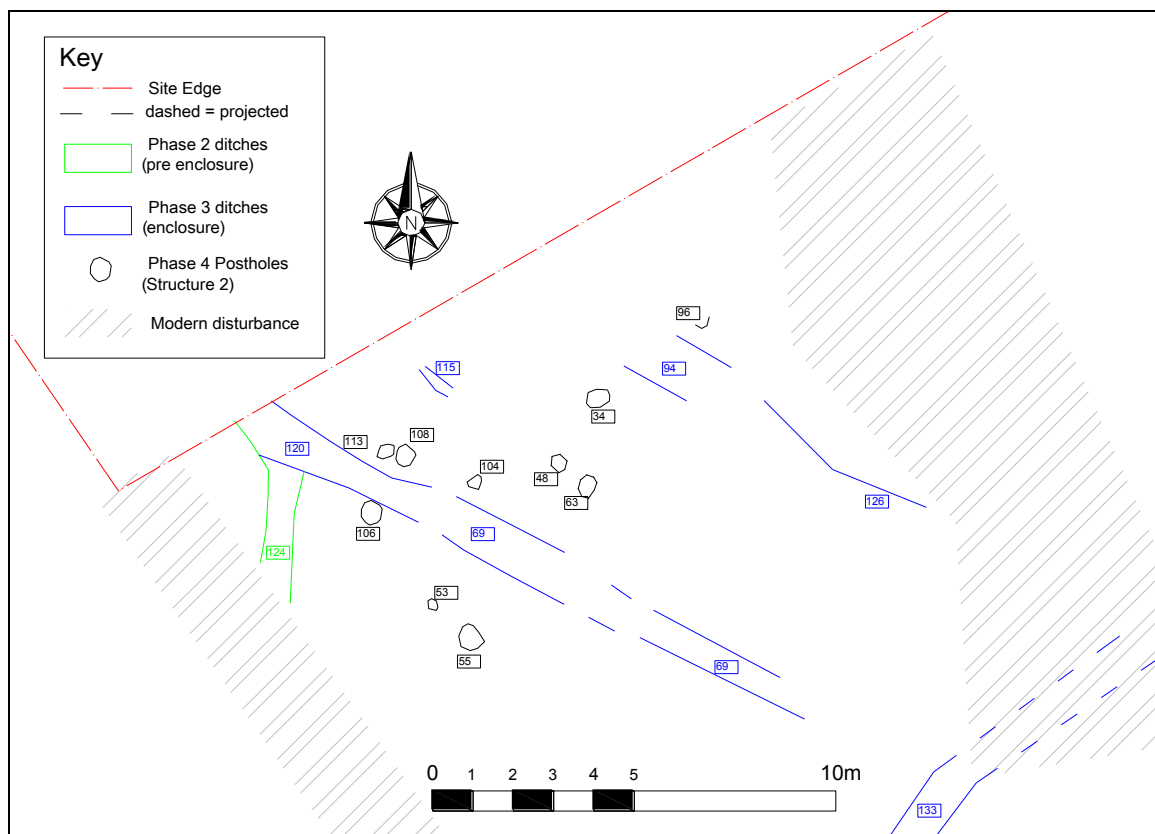 Key
Site Edge
dashed = projected
Phase 2 ditches
(pre enclosure)
Phase 3 ditches
(enclosure)
Phase 4 Postholes
(Structure 2)
Modern disturbance
N
96
115
94
34
120
113
108
104
48
63
126
69
106
124
53
55
69
0 1 2 3 4 5 10m
133